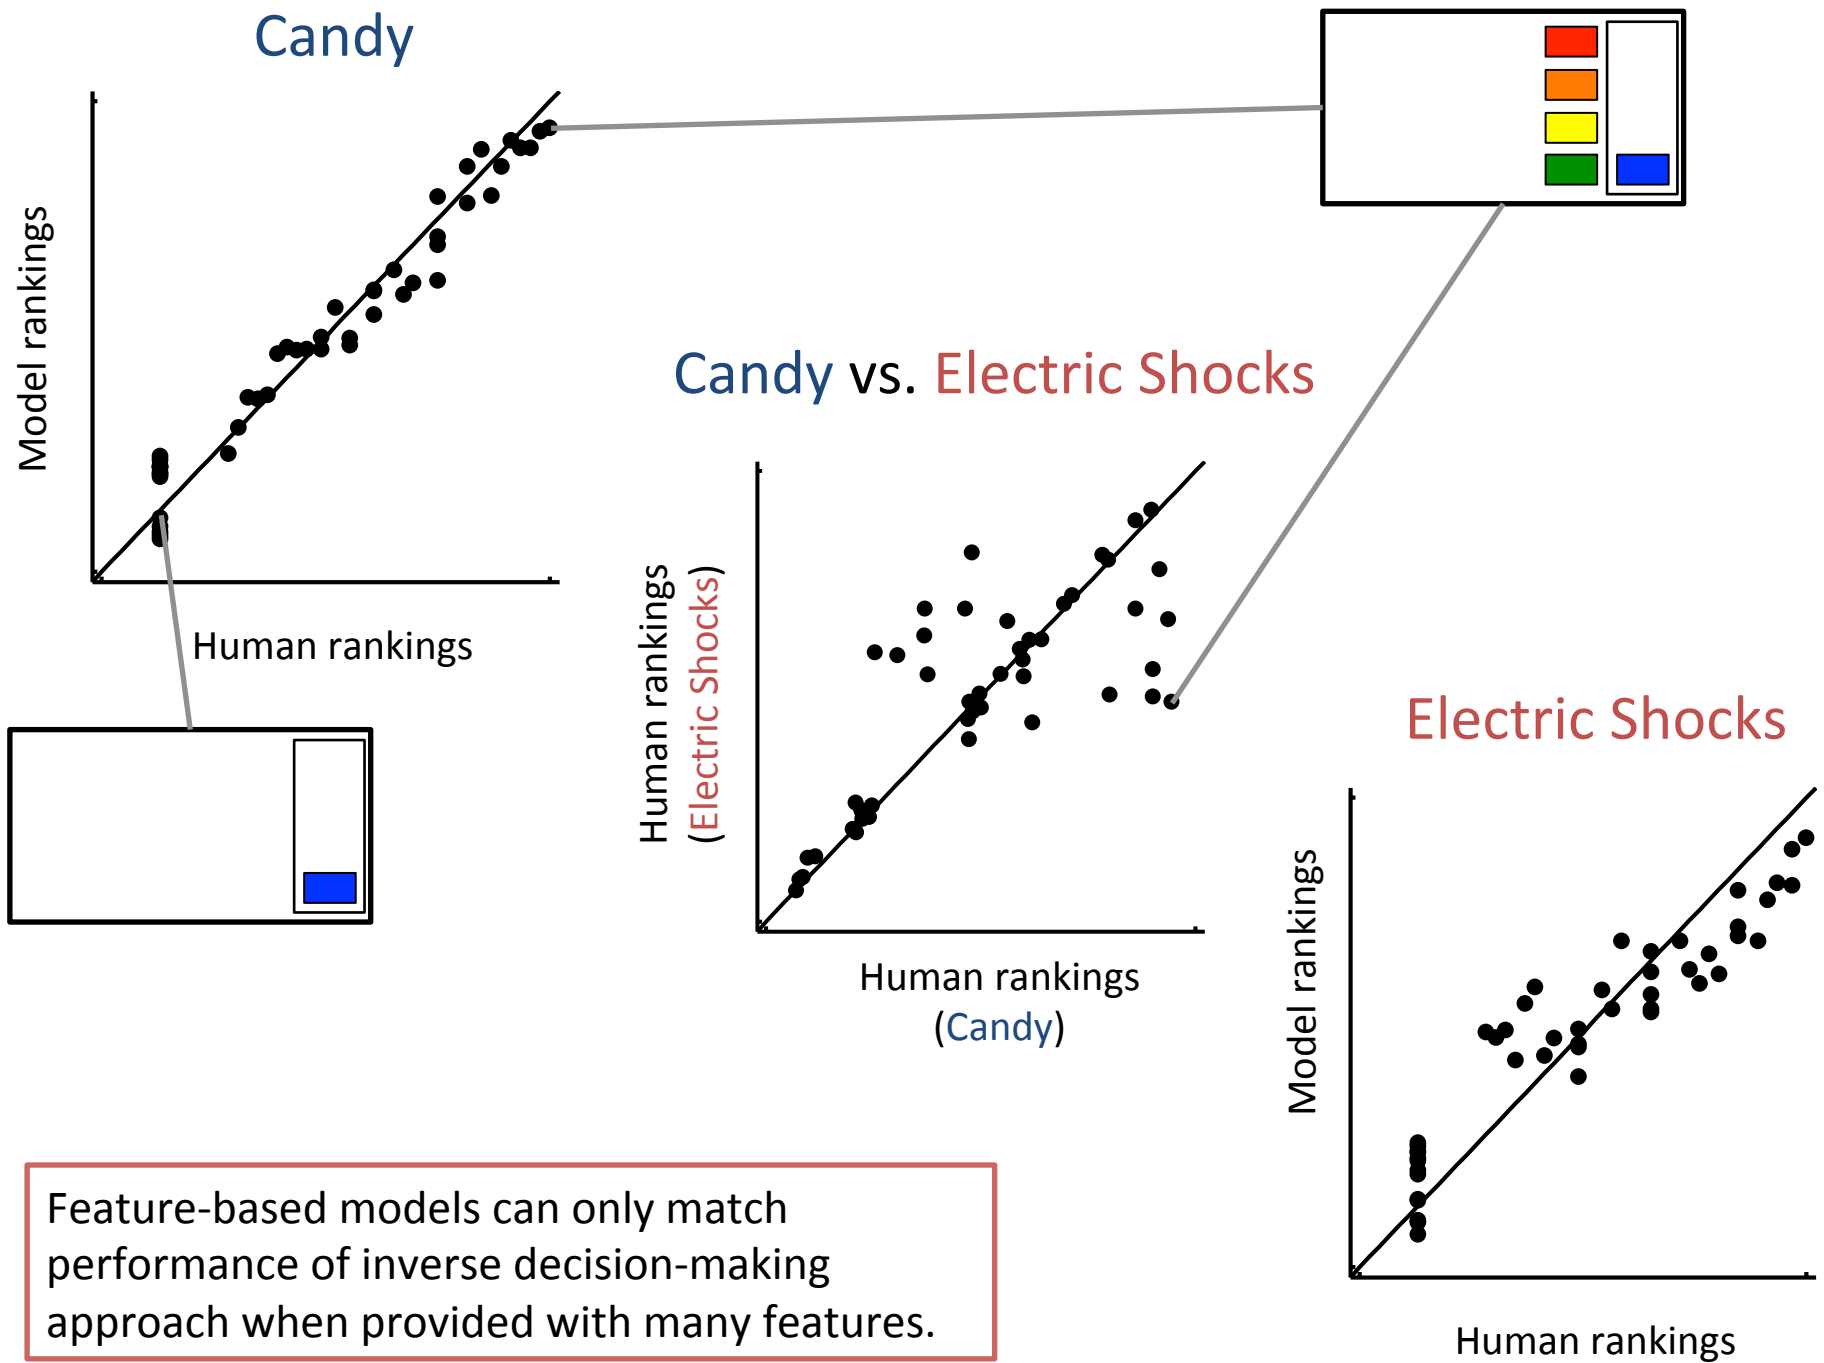 Candy
Model rankings
Human rankings
Candy vs. Electric Shocks
Human rankings
(Electric Shocks)
Human rankings
(Candy)
Electric Shocks
Model rankings
Human rankings
Feature-based models can only match
performance of inverse decision-making
approach when provided with many features.